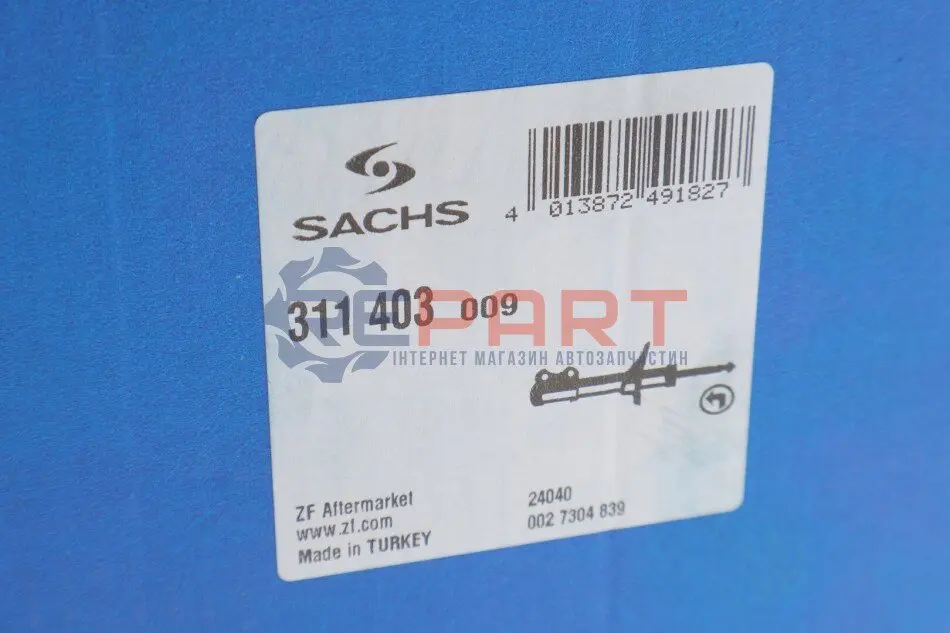 SACHS
4 013872 491827
311 403 009
REPART
ІНТЕРНЕТ МАГАЗИН АВТОЗАПЧАСТИН
ZF Aftermarket
www.zf.com
Made in TURKEY
24040
002 7304 839